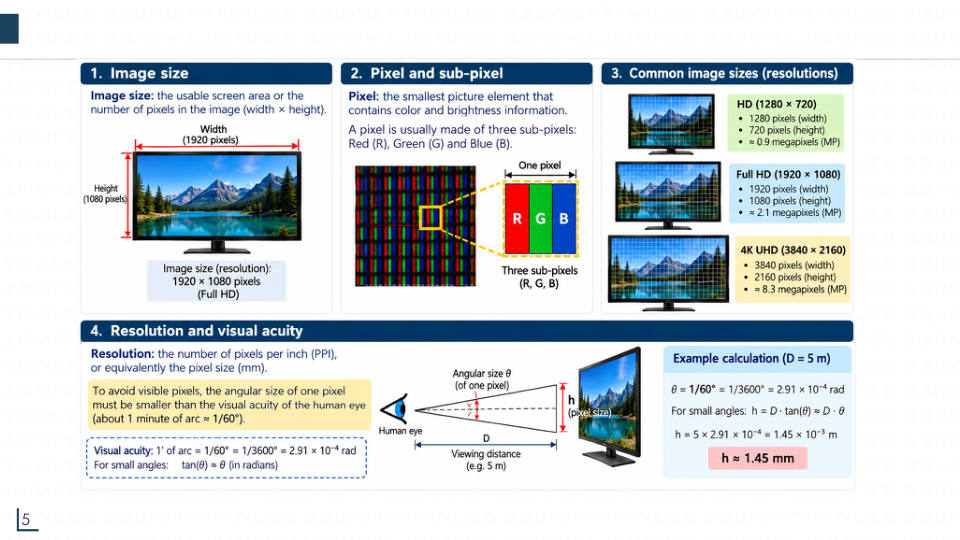 1. Image size
Image size: the usable screen area or the
number of pixels in the image (width × height).
Width
(1920 pixels)
Height
(1080 pixels)
Image size (resolution):
1920 × 1080 pixels
(Full HD)
2. Pixel and sub-pixel
Pixel: the smallest picture element that
contains color and brightness information.
A pixel is usually made of three sub-pixels:
Red (R), Green (G) and Blue (B).
One pixel
R G B
Three sub-pixels
(R, G, B)
3. Common image sizes (resolutions)
HD (1280 × 720)
• 1280 pixels (width)
• 720 pixels (height)
• ≈ 0.9 megapixels (MP)
Full HD (1920 × 1080)
• 1920 pixels (width)
• 1080 pixels (height)
• ≈ 2.1 megapixels (MP)
4K UHD (3840 × 2160)
• 3840 pixels (width)
• 2160 pixels (height)
• ≈ 8.3 megapixels (MP)
4. Resolution and visual acuity
Resolution: the number of pixels per inch (PPI),
or equivalently the pixel size (mm).
To avoid visible pixels, the angular size of one pixel
must be smaller than the visual acuity of the human eye
(about 1 minute of arc ≈ 1/60°).
Visual acuity: 1' of arc = 1/60° = 1/3600° = 2.91 × 10⁻⁴ rad
For small angles: tan(θ) ≈ θ (in radians)
Human eye
Angular size θ
(of one pixel)
h
(pixel size)
D
Viewing distance
(e.g. 5 m)
Example calculation (D = 5 m)
θ = 1/60° = 1/3600° = 2.91 × 10⁻⁴ rad
For small angles: h = D · tan(θ) ≈ D · θ
h = 5 × 2.91 × 10⁻⁴ = 1.45 × 10⁻³ m
h ≈ 1.45 mm
5